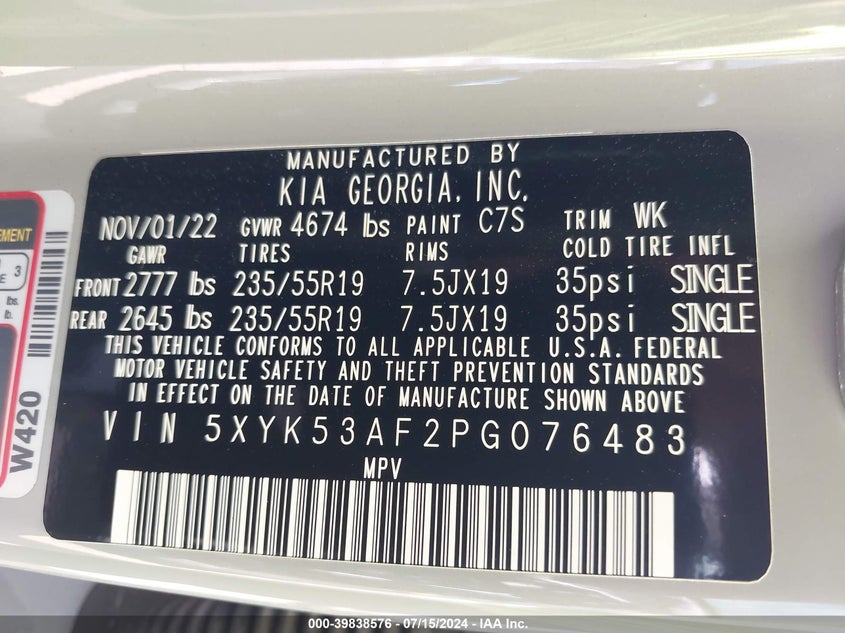 MANUFACTURED BY
KIA GEORGIA, INC.
NOV/01/22 GVWR 4674 lbs PAINT C7S TRIM WK
GAWR TIRES RIMS COLD TIRE INFL
FRONT 2777 lbs 235/55R19 7.5JX19 35psi SINGLE
REAR 2645 lbs 235/55R19 7.5JX19 35psi SINGLE
THIS VEHICLE CONFORMS TO ALL APPLICABLE U.S.A. FEDERAL
MOTOR VEHICLE SAFETY AND THEFT PREVENTION STANDARDS
IN EFFECT ON THE DATE OF MANUFACTURE SHOWN ABOVE
VIN 5XYK53AF2PG076483
MPV
3
lbs.
lb.
W420
000-39838576 - 07/15/2024 - IAA Inc.